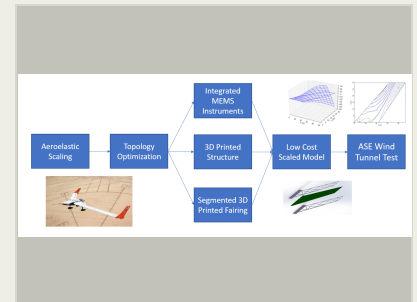 Integrated
MEMS
Instruments
Aeroelastic
Scaling
Topology
Optimization
3D Printed
Structure
Low Cost
Scaled Model
ASE Wind
Tunnel Test
Segmented 3D
Printed Fairing